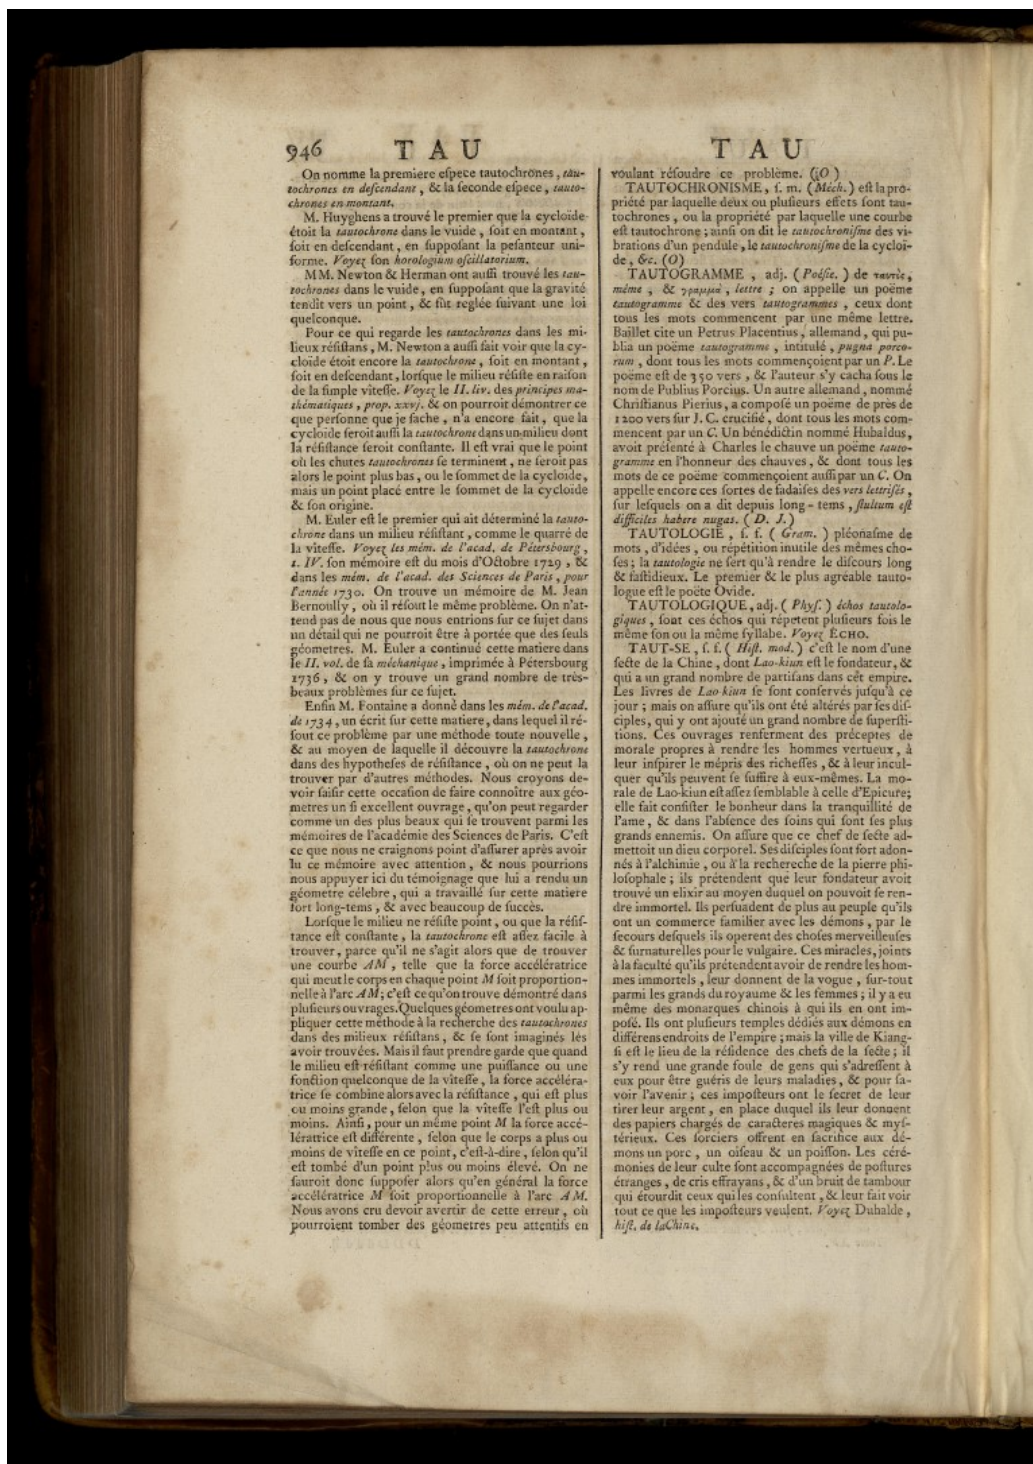 946 TAU TAU
On nomme la premiere eſpece tautochrones, tau-
tochrones en deſcendant, & la ſeconde eſpece, tauto-
chrones en montant.
M. Huyghens a trouvé le premier que la cycloïde
étoit la tautochrone dans le vuide, ſoit en montant,
ſoit en deſcendant, en ſuppoſant la peſanteur uni-
forme. Voyez ſon horologium oſcillatorium.
MM. Newton & Herman ont auſſi trouvé les tau-
tochrones dans le vuide, en ſuppoſant que la gravité
tendît vers un point, & fût reglée ſuivant une loi
quelconque.
Pour ce qui regarde les tautochrones dans les mi-
lieux réſiſtans, M. Newton a auſſi fait voir que la cy-
cloïde étoit encore la tautochrone, ſoit en montant,
ſoit en deſcendant, lorſque le milieu réſiſte en raiſon
de la ſimple vîteſſe. Voyez le II. liv. des principes ma-
thématiques, prop. xxvj. & on pourroit démontrer ce
que perſonne que je ſache, n'a encore fait, que la
cycloïde ſeroit auſſi la tautochrone dans un milieu dont
la réſiſtance ſeroit conſtante. Il eſt vrai que le point
où les chutes tautochrones ſe terminent, ne ſeroit pas
alors le point plus bas, ou le ſommet de la cycloïde,
mais un point placé entre le ſommet de la cycloïde
& ſon origine.
M. Euler eſt le premier qui ait déterminé la tauto-
chrone dans un milieu réſiſtant, comme le quarré de
la vîteſſe. Voyez les mém. de l'acad. de Pétersbourg,
t. IV. ſon mémoire eſt du mois d'Octobre 1729, &
dans les mém. de l'acad. des Sciences de Paris, pour
l'année 1730. On trouve un mémoire de M. Jean
Bernoully, où il réſout le même problème. On n'at-
tend pas de nous que nous entrions ſur ce ſujet dans
un détail qui ne pourroit être à portée que des ſeuls
géometres. M. Euler a continué cette matiere dans
le II. vol. de ſa méchanique, imprimée à Pétersbourg
1736, & on y trouve un grand nombre de très-
beaux problèmes ſur ce ſujet.
Enfin M. Fontaine a donné dans les mém. de l'acad.
de 1734, un écrit ſur cette matiere, dans lequel il ré-
ſout ce problème par une méthode toute nouvelle,
& au moyen de laquelle il découvre la tautochrone
dans des hypotheſes de réſiſtance, où on ne peut la
trouver par d'autres méthodes. Nous croyons de-
voir ſaiſir cette occaſion de faire connoître aux géo-
metres un ſi excellent ouvrage, qu'on peut regarder
comme un des plus beaux qui ſe trouvent parmi les
mémoires de l'académie des Sciences de Paris. C'eſt
ce que nous ne craignons point d'aſſurer après avoir
lu ce mémoire avec attention, & nous pourrions
nous appuyer ici du témoignage que lui a rendu un
géometre célebre, qui a travaillé ſur cette matiere
fort long-tems, & avec beaucoup de ſuccès.
Lorſque le milieu ne réſiſte point, ou que la réſiſ-
tance eſt conſtante, la tautochrone eſt aſſez facile à
trouver, parce qu'il ne s'agit alors que de trouver
une courbe AM, telle que la force accélératrice
qui meut le corps en chaque point M ſoit proportion-
nelle à l'arc AM; c'eſt ce qu'on trouve démontré dans
pluſieurs ouvrages. Quelques géometres ont voulu ap-
pliquer cette méthode à la recherche des tautochrones
dans des milieux réſiſtans, & ſe ſont imaginés les
avoir trouvées. Mais il faut prendre garde que quand
le milieu eſt réſiſtant comme une puiſſance ou une
fonction quelconque de la vîteſſe, la force accéléra-
trice ſe combine alors avec la réſiſtance, qui eſt plus
ou moins grande, ſelon que la vîteſſe l'eſt plus ou
moins. Ainſi, pour un même point M la force accé-
lératrice eſt différente, ſelon que le corps a plus ou
moins de vîteſſe en ce point, c'eſt-à-dire, ſelon qu'il
eſt tombé d'un point plus ou moins élevé. On ne
ſauroit donc ſuppoſer alors qu'en général la force
accélératrice M ſoit proportionnelle à l'arc AM.
Nous avons cru devoir avertir de cette erreur, où
pourroient tomber des géometres peu attentifs en
voulant réſoudre ce problème. (O)
TAUTOCHRONISME, ſ. m. (Méch.) eſt la pro-
priété par laquelle deux ou pluſieurs effets ſont tau-
tochrones, ou la propriété par laquelle une courbe
eſt tautochrone; ainſi on dit le tautochroniſme des vi-
brations d'un pendule, le tautochroniſme de la cycloï-
de, &c. (O)
TAUTOGRAMME, adj. (Poéſie.) de ταυτὸς,
même, & γραμμὰ, lettre; on appelle un poëme
tautogramme & des vers tautogrammes, ceux dont
tous les mots commencent par une même lettre.
Baillet cite un Petrus Placentius, allemand, qui pu-
blia un poëme tautogramme, intitulé, pugna porco-
rum, dont tous les mots commençoient par un P. Le
poëme eſt de 350 vers, & l'auteur s'y cacha ſous le
nom de Publius Porcius. Un autre allemand, nommé
Chriſtianus Pierius, a compoſé un poëme de près de
1200 vers ſur J. C. crucifié, dont tous les mots com-
mencent par un C. Un bénédictin nommé Hubaldus,
avoit préſenté à Charles le chauve un poëme tauto-
gramme en l'honneur des chauves, & dont tous les
mots de ce poëme commençoient auſſi par un C. On
appelle encore ces ſortes de fadaiſes des vers lettriſés,
ſur leſquels on a dit depuis long-tems, ſtultum eſt
difficiles habere nugas. (D. J.)
TAUTOLOGIE, ſ. f. (Gram.) pléonaſme de
mots, d'idées, ou répétition inutile des mêmes cho-
ſes; la tautologie ne ſert qu'à rendre le diſcours long
& faſtidieux. Le premier & le plus agréable tauto-
logue eſt le poëte Ovide.
TAUTOLOGIQUE, adj. (Phyſ.) échos tautolo-
giques, ſont ces échos qui répetent pluſieurs fois le
même ſon ou la même ſyllabe. Voyez ÉCHO.
TAUT-SE, ſ. f. (Hiſt. mod.) c'eſt le nom d'une
ſecte de la Chine, dont Lao-kiun eſt le fondateur, &
qui a un grand nombre de partiſans dans cet empire.
Les livres de Lao kiun ſe ſont conſervés juſqu'à ce
jour; mais on aſſure qu'ils ont été altérés par ſes diſ-
ciples, qui y ont ajouté un grand nombre de ſuperſti-
tions. Ces ouvrages renferment des préceptes de
morale propres à rendre les hommes vertueux, à
leur inſpirer le mépris des richeſſes, & à leur incul-
quer qu'ils peuvent ſe ſuffire à eux-mêmes. La mo-
rale de Lao-kiun eſt aſſez ſemblable à celle d'Epicure;
elle fait conſiſter le bonheur dans la tranquillité de
l'ame, & dans l'abſence des ſoins qui ſont ſes plus
grands ennemis. On aſſure que ce chef de ſecte ad-
mettoit un dieu corporel. Ses diſciples ſont fort adon-
nés à l'alchimie, ou à la rechereche de la pierre phi-
loſophale; ils prétendent que leur fondateur avoit
trouvé un elixir au moyen duquel on pouvoit ſe ren-
dre immortel. Ils perſuadent de plus au peuple qu'ils
ont un commerce familier avec les démons, par le
ſecours deſquels ils operent des choſes merveilleuſes
& ſurnaturelles pour le vulgaire. Ces miracles, joints
à la faculté qu'ils prétendent avoir de rendre les hom-
mes immortels, leur donnent de la vogue, ſur-tout
parmi les grands du royaume & les femmes; il y a eu
même des monarques chinois à qui ils en ont im-
poſé. Ils ont pluſieurs temples dédiés aux démons en
différens endroits de l'empire; mais la ville de Kiang-
ſi eſt le lieu de la réſidence des chefs de la ſecte; il
s'y rend une grande foule de gens qui s'adreſſent à
eux pour être guéris de leurs maladies, & pour ſa-
voir l'avenir; ces impoſteurs ont le ſecret de leur
tirer leur argent, en place duquel ils leur donnent
des papiers chargés de caracteres magiques & myſ-
térieux. Ces ſorciers offrent en ſacrifice aux dé-
mons un porc, un oiſeau & un poiſſon. Les céré-
monies de leur culte ſont accompagnées de poſtures
étranges, de cris effrayans, & d'un bruit de tambour
qui étourdit ceux qui les conſultent, & leur fait voir
tout ce que les impoſteurs veulent. Voyez Duhalde,
hiſt. de la Chine.